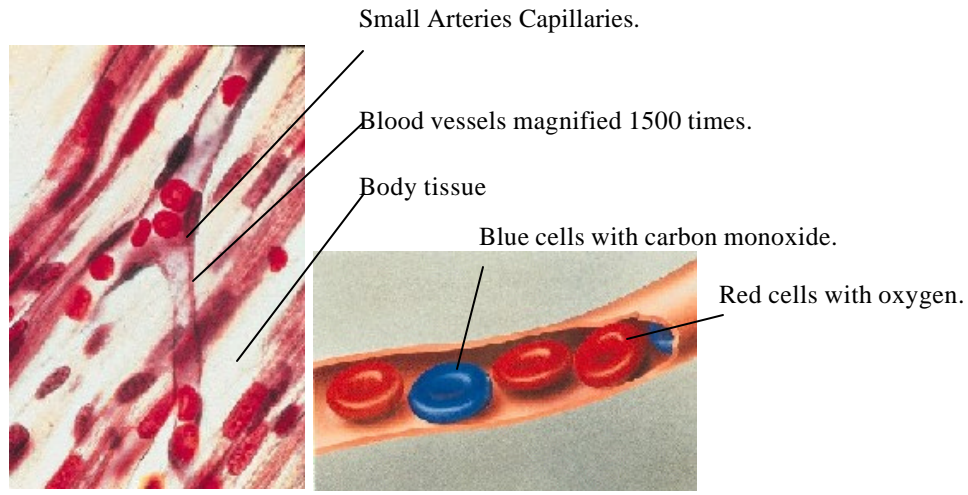 Small Arteries Capillaries.
Blood vessels magnified 1500 times.
Body tissue
Blue cells with carbon monoxide.
Red cells with oxygen.